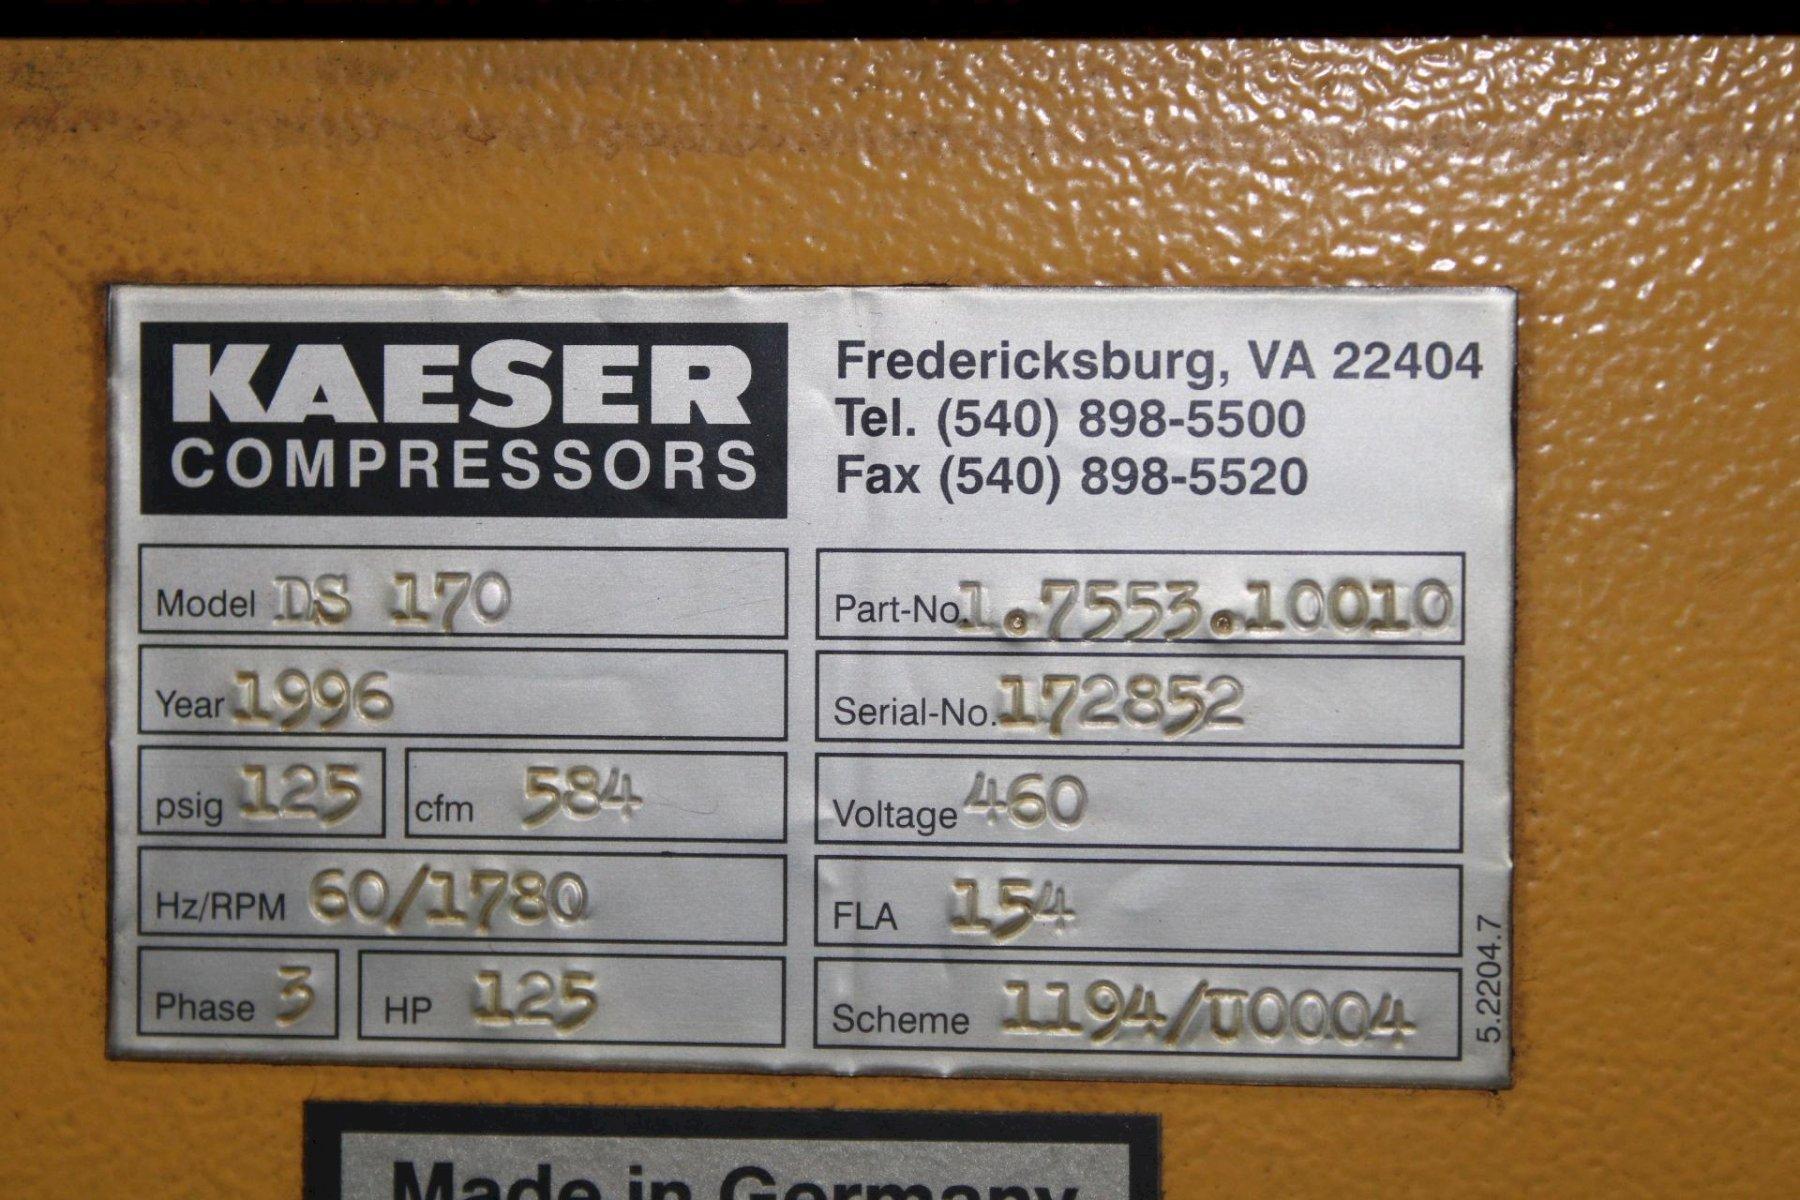 KAESER
COMPRESSORS
Fredericksburg, VA 22404
Tel. (540) 898-5500
Fax (540) 898-5520
Model DS 170
Part-No. 1.7553.10010
Year 1996
Serial-No. 172852
psig 125
cfm 584
Voltage 460
Hz/RPM 60/1780
FLA 154
Phase 3
HP 125
Scheme 1194/U0004
5.2204.7
Made in Germany